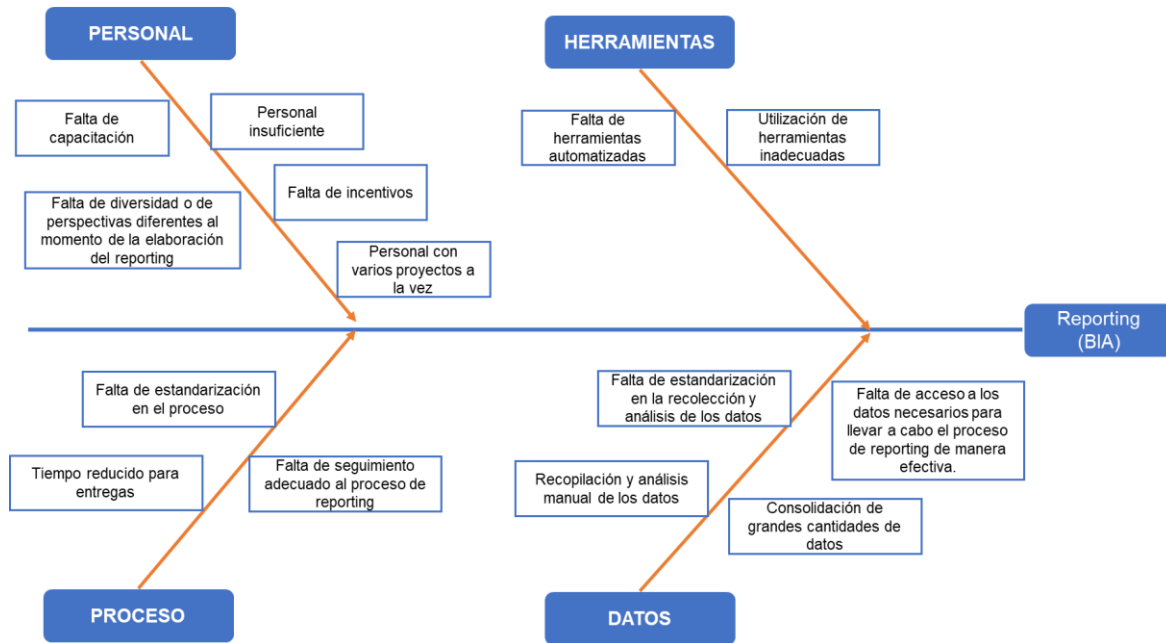 PERSONAL
HERRAMIENTAS
Falta de
capacitación
Personal
insuficiente
Falta de
herramientas
automatizadas
Utilización de
herramientas
inadecuadas
Falta de incentivos
Falta de diversidad o de
perspectivas diferentes al
momento de la elaboración
del reporting
Personal con
varios proyectos a
la vez
Reporting
(BIA)
Falta de estandarización
en el proceso
Falta de estandarización
en la recolección y
análisis de los datos
Falta de acceso a los
datos necesarios para
llevar a cabo el proceso
de reporting de manera
efectiva.
Tiempo reducido para
entregas
Falta de seguimiento
adecuado al proceso de
reporting
Recopilación y análisis
manual de los datos
Consolidación de
grandes cantidades de
datos
PROCESO
DATOS